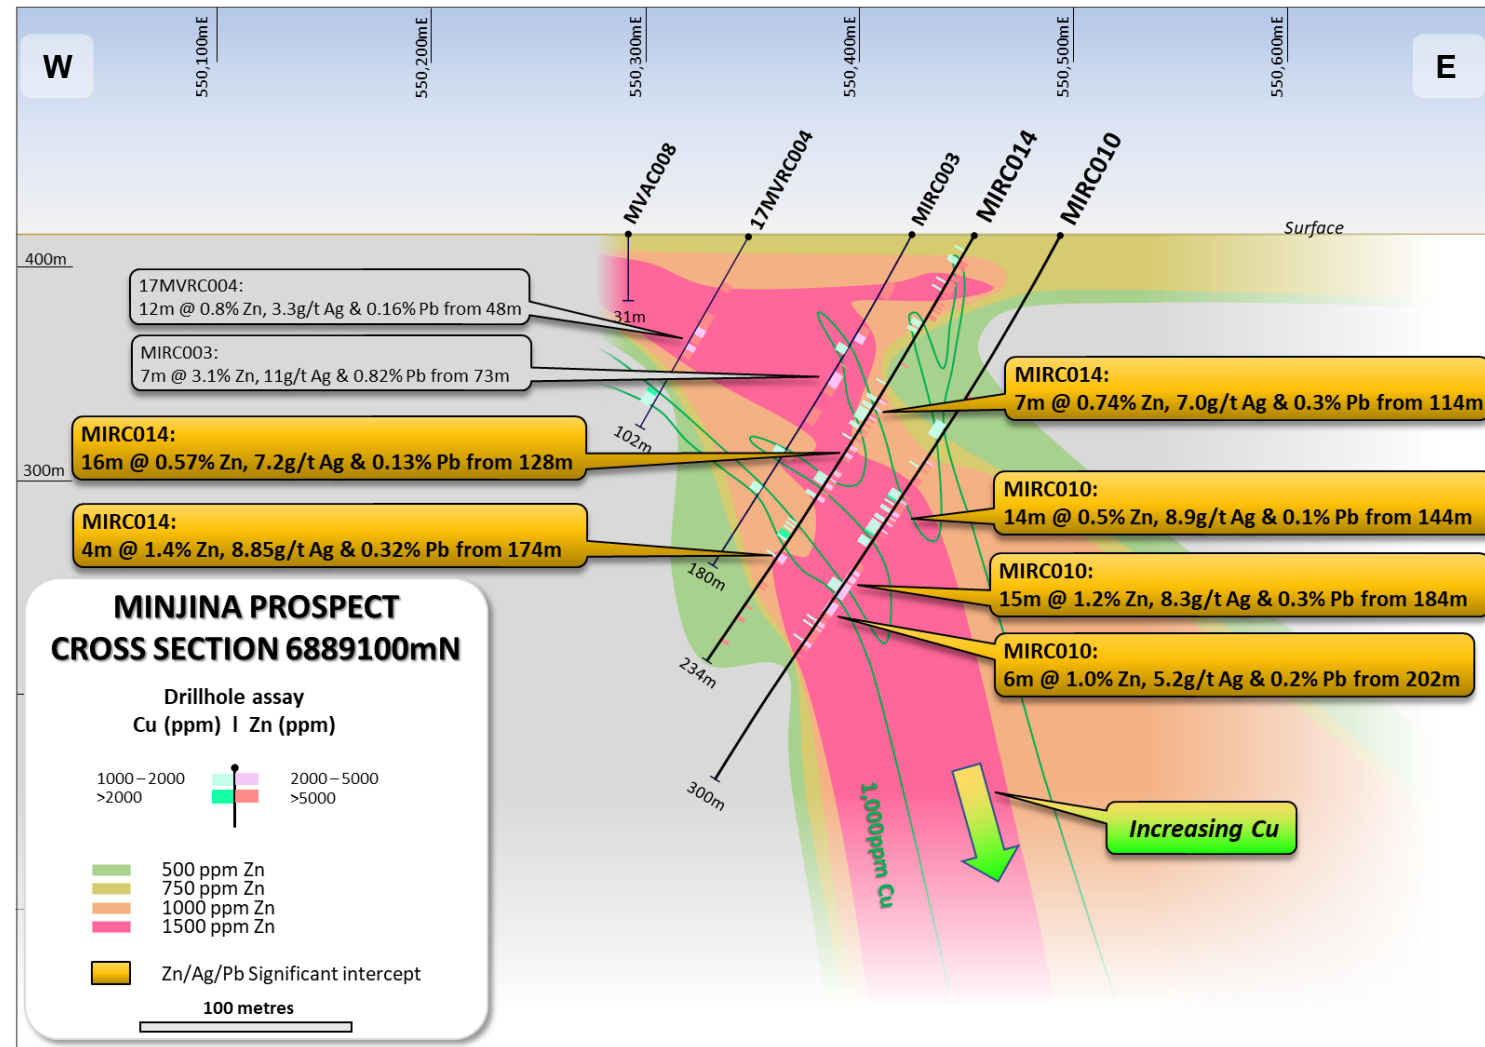 550,100mE
550,200mE
550,300mE
550,400mE
550,500mE
550,600mE
W
E
MVAC008
17MVRC004
MIRC003
MIRC014
MIRC010
Surface
400m
300m
17MVRC004:
12m @ 0.8% Zn, 3.3g/t Ag & 0.16% Pb from 48m
31m
MIRC003:
7m @ 3.1% Zn, 11g/t Ag & 0.82% Pb from 73m
MIRC014:
7m @ 0.74% Zn, 7.0g/t Ag & 0.3% Pb from 114m
102m
MIRC014:
16m @ 0.57% Zn, 7.2g/t Ag & 0.13% Pb from 128m
MIRC010:
14m @ 0.5% Zn, 8.9g/t Ag & 0.1% Pb from 144m
MIRC014:
4m @ 1.4% Zn, 8.85g/t Ag & 0.32% Pb from 174m
180m
MIRC010:
15m @ 1.2% Zn, 8.3g/t Ag & 0.3% Pb from 184m
MIRC010:
6m @ 1.0% Zn, 5.2g/t Ag & 0.2% Pb from 202m
234m
300m
1,000ppm Cu
Increasing Cu
MINJINA PROSPECT
CROSS SECTION 6889100mN
Drillhole assay
Cu (ppm) | Zn (ppm)
1000–2000 2000–5000
>2000 >5000
500 ppm Zn
750 ppm Zn
1000 ppm Zn
1500 ppm Zn
Zn/Ag/Pb Significant intercept
100 metres